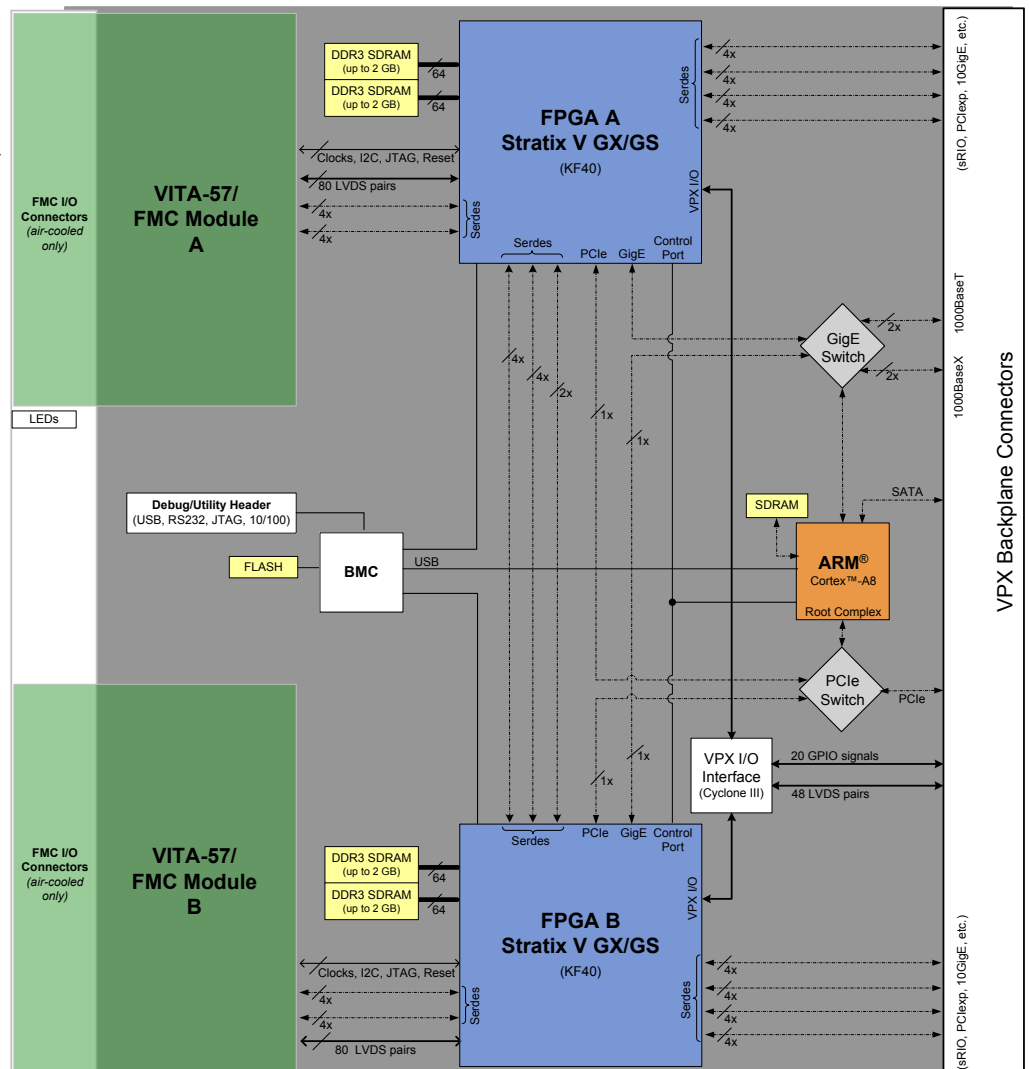 DDR3 SDRAM
(up to 2 GB)
64
DDR3 SDRAM
(up to 2 GB)
64
FPGA A
Stratix V GX/GS
(KF40)
Serdes
4x
4x
4x
4x
(sRIO, PCIexp, 10GigE, etc.)
Clocks, I2C, JTAG, Reset
80 LVDS pairs
4x
4x
Serdes
VPX I/O
FMC I/O
Connectors
(air-cooled
only)
VITA-57/
FMC Module
A
Serdes
PCIe
GigE
Control
Port
4x
4x
2x
1x
1x
GigE
Switch
2x
2x
1000BaseT
1000BaseX
LEDs
VPX Backplane Connectors
Debug/Utility Header
(USB, RS232, JTAG, 10/100)
FLASH
BMC
USB
SDRAM
SATA
ARM®
Cortex™-A8
Root Complex
PCIe
Switch
PCIe
VPX I/O
Interface
(Cyclone III)
20 GPIO signals
48 LVDS pairs
1x
1x
Serdes
PCIe
GigE
Control
Port
FMC I/O
Connectors
(air-cooled
only)
VITA-57/
FMC Module
B
DDR3 SDRAM
(up to 2 GB)
64
DDR3 SDRAM
(up to 2 GB)
64
VPX I/O
FPGA B
Stratix V GX/GS
(KF40)
Clocks, I2C, JTAG, Reset
4x
4x
Serdes
80 LVDS pairs
Serdes
4x
4x
4x
4x
(sRIO, PCIexp, 10GigE, etc.)